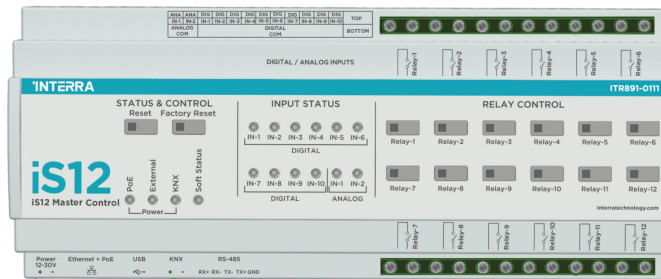 ANA ANA DIG DIG DIG DIG DIG DIG DIG DIG DIG DIG TOP
IN-1 IN-2 IN-1 IN-2 IN-3 IN-4 IN-5 IN-6 IN-7 IN-8 IN-9 IN-10
ANALOG COM DIGITAL COM BOTTOM
DIGITAL / ANALOG INPUTS
Relay-1 Relay-2 Relay-3 Relay-4 Relay-5 Relay-6
INTERRA ITR891-0111
STATUS & CONTROL INPUT STATUS RELAY CONTROL
Reset Factory Reset
IN-1 IN-2 IN-3 IN-4 IN-5 IN-6
DIGITAL
Relay-1 Relay-2 Relay-3 Relay-4 Relay-5 Relay-6
iS12
iS12 Master Control
PoE External KNX Soft Status
Power
IN-7 IN-8 IN-9 IN-10 IN-1 IN-2
DIGITAL ANALOG
Relay-7 Relay-8 Relay-9 Relay-10 Relay-11 Relay-12
interratechnology.com
Relay-7 Relay-8 Relay-9 Relay-10 Relay-11 Relay-12
Power Ethernet + PoE USB KNX RS-485
12-30V
+ - + - RX+ RX- TX- TX+ GND